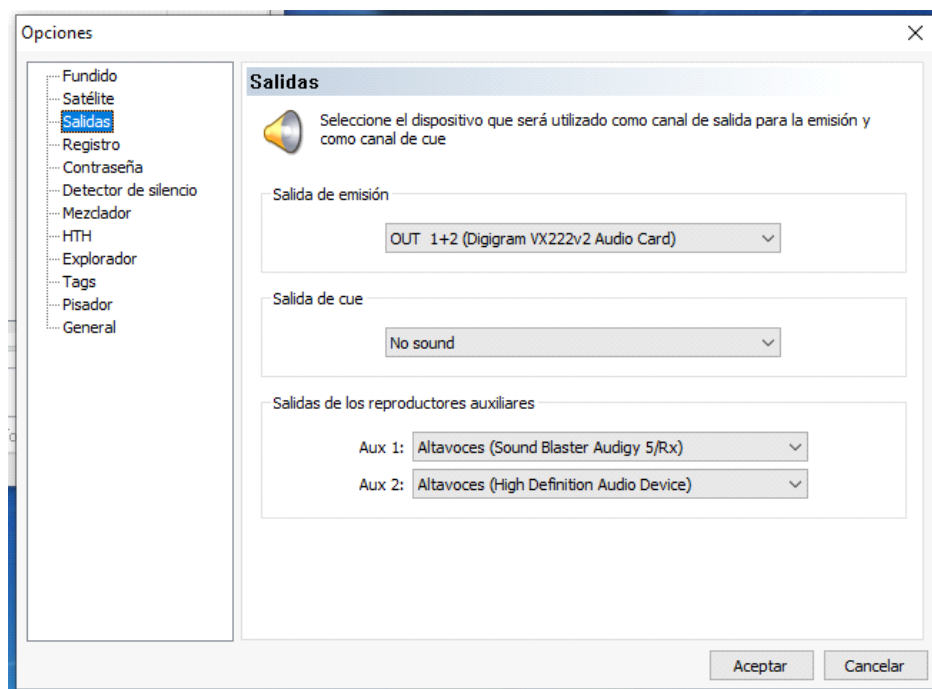 Opciones
Fundido
Satélite
Salidas
Registro
Contraseña
Detector de silencio
Mezclador
HTH
Explorador
Tags
Pisador
General
Salidas
Seleccione el dispositivo que será utilizado como canal de salida para la emisión y
como canal de cue
Salida de emisión
OUT 1+2 (Digigram VX222v2 Audio Card)
Salida de cue
No sound
Salidas de los reproductores auxiliares
Aux 1: Altavoces (Sound Blaster Audigy 5/Rx)
Aux 2: Altavoces (High Definition Audio Device)
Aceptar Cancelar